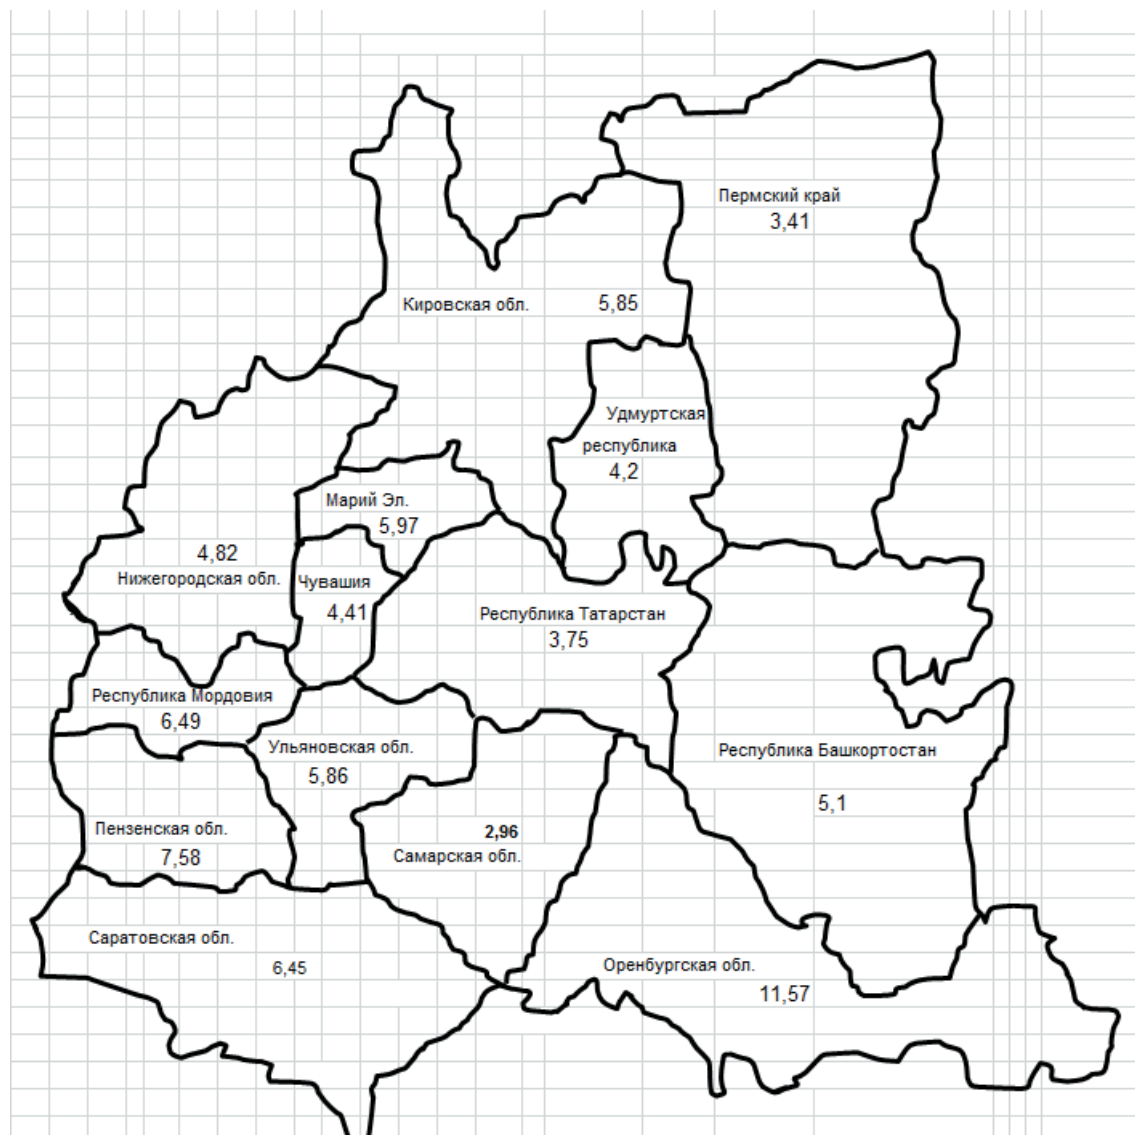 Пермский край
3,41
Кировская обл. 5,85
Удмуртская
республика
4,2
Марий Эл.
5,97
4,82
Нижегородская обл.
Чувашия
4,41
Республика Татарстан
3,75
Республика Мордовия
6,49
Ульяновская обл.
5,86
Республика Башкортостан
5,1
Пензенская обл.
7,58
2,96
Самарская обл.
Саратовская обл.
6,45
Оренбургская обл.
11,57